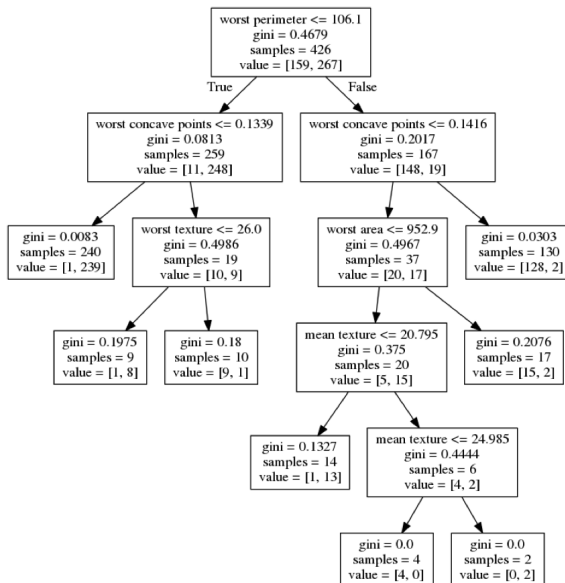 worst perimeter <= 106.1
gini = 0.4679
samples = 426
value = [159, 267]
True
False
worst concave points <= 0.1339
gini = 0.0813
samples = 259
value = [11, 248]
worst concave points <= 0.1416
gini = 0.2017
samples = 167
value = [148, 19]
gini = 0.0083
samples = 240
value = [1, 239]
worst texture <= 26.0
gini = 0.4986
samples = 19
value = [10, 9]
worst area <= 952.9
gini = 0.4967
samples = 37
value = [20, 17]
gini = 0.0303
samples = 130
value = [128, 2]
gini = 0.1975
samples = 9
value = [1, 8]
gini = 0.18
samples = 10
value = [9, 1]
mean texture <= 20.795
gini = 0.375
samples = 20
value = [5, 15]
gini = 0.2076
samples = 17
value = [15, 2]
gini = 0.1327
samples = 14
value = [1, 13]
mean texture <= 24.985
gini = 0.4444
samples = 6
value = [4, 2]
gini = 0.0
samples = 4
value = [4, 0]
gini = 0.0
samples = 2
value = [0, 2]